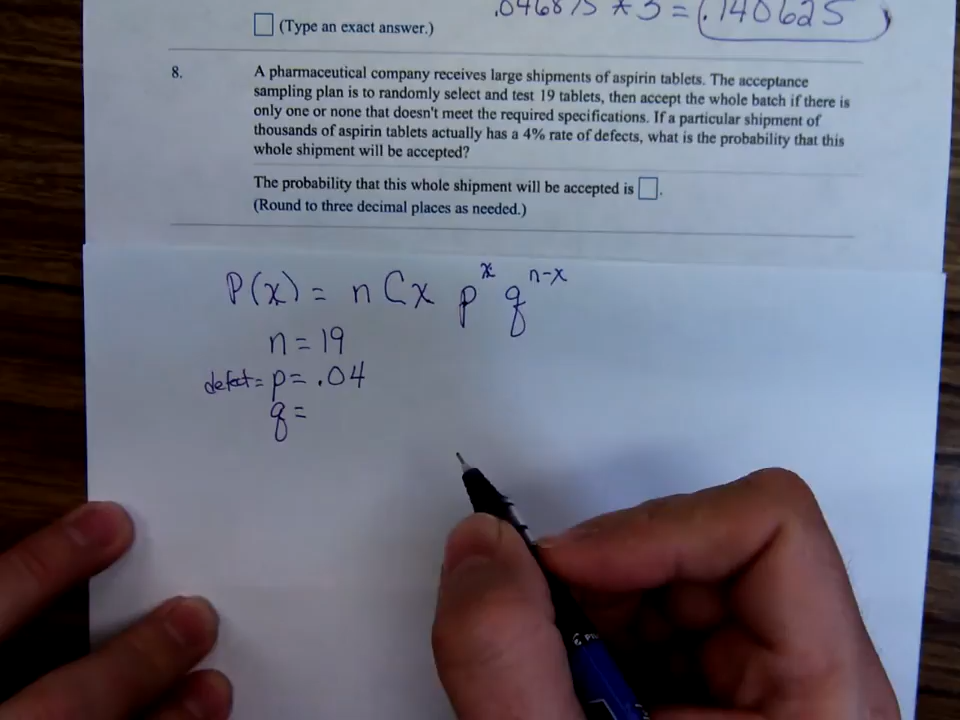 .046875 * 3 = .140625
(Type an exact answer.)
8. A pharmaceutical company receives large shipments of aspirin tablets. The acceptance
sampling plan is to randomly select and test 19 tablets, then accept the whole batch if there is
only one or none that doesn't meet the required specifications. If a particular shipment of
thousands of aspirin tablets actually has a 4% rate of defects, what is the probability that this
whole shipment will be accepted?
The probability that this whole shipment will be accepted is .
(Round to three decimal places as needed.)
P(x) = nCx p^x q^n-x
n = 19
defect = p = .04
q =